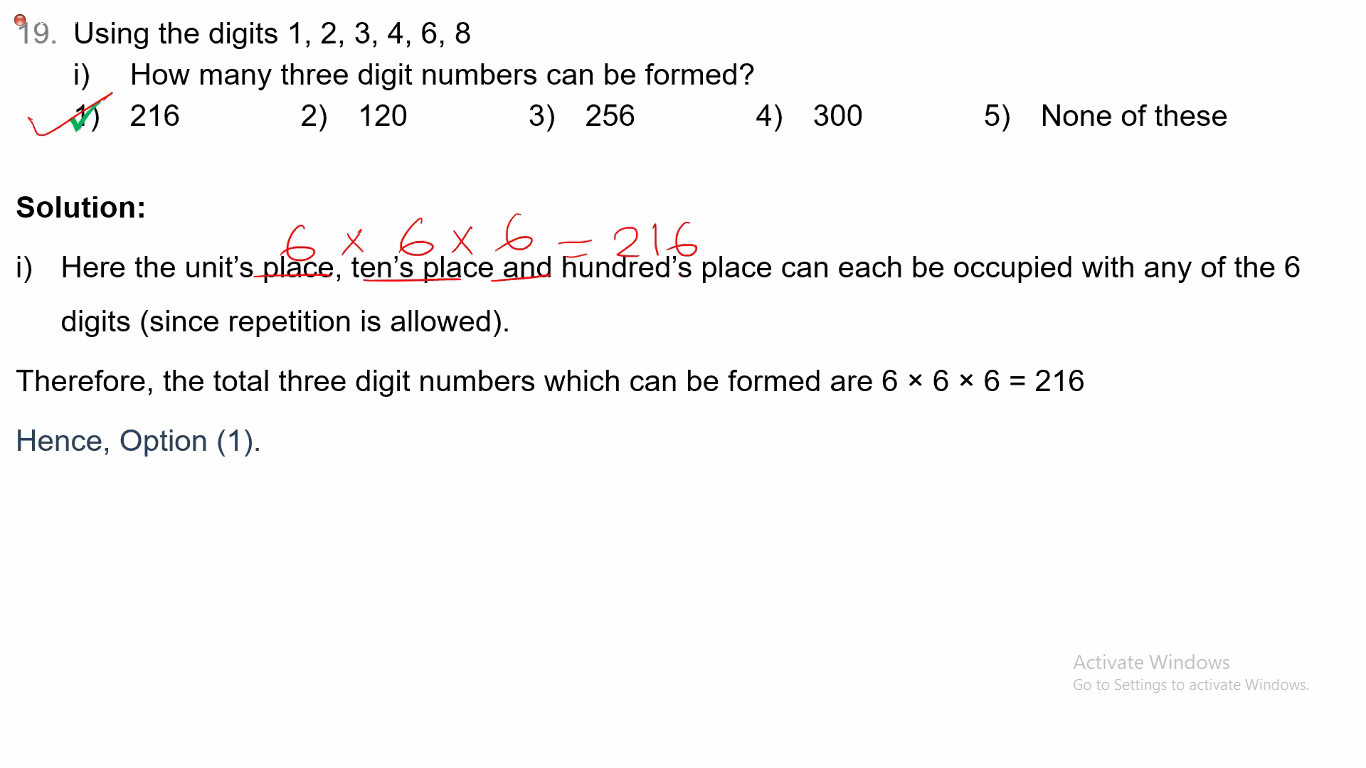 19. Using the digits 1, 2, 3, 4, 6, 8
i) How many three digit numbers can be formed?
1) 216 2) 120 3) 256 4) 300 5) None of these
Solution:
6 × 6 × 6 = 216
i) Here the unit's place, ten's place and hundred's place can each be occupied with any of the 6
digits (since repetition is allowed).
Therefore, the total three digit numbers which can be formed are 6 × 6 × 6 = 216
Hence, Option (1).
Activate Windows
Go to Settings to activate Windows.